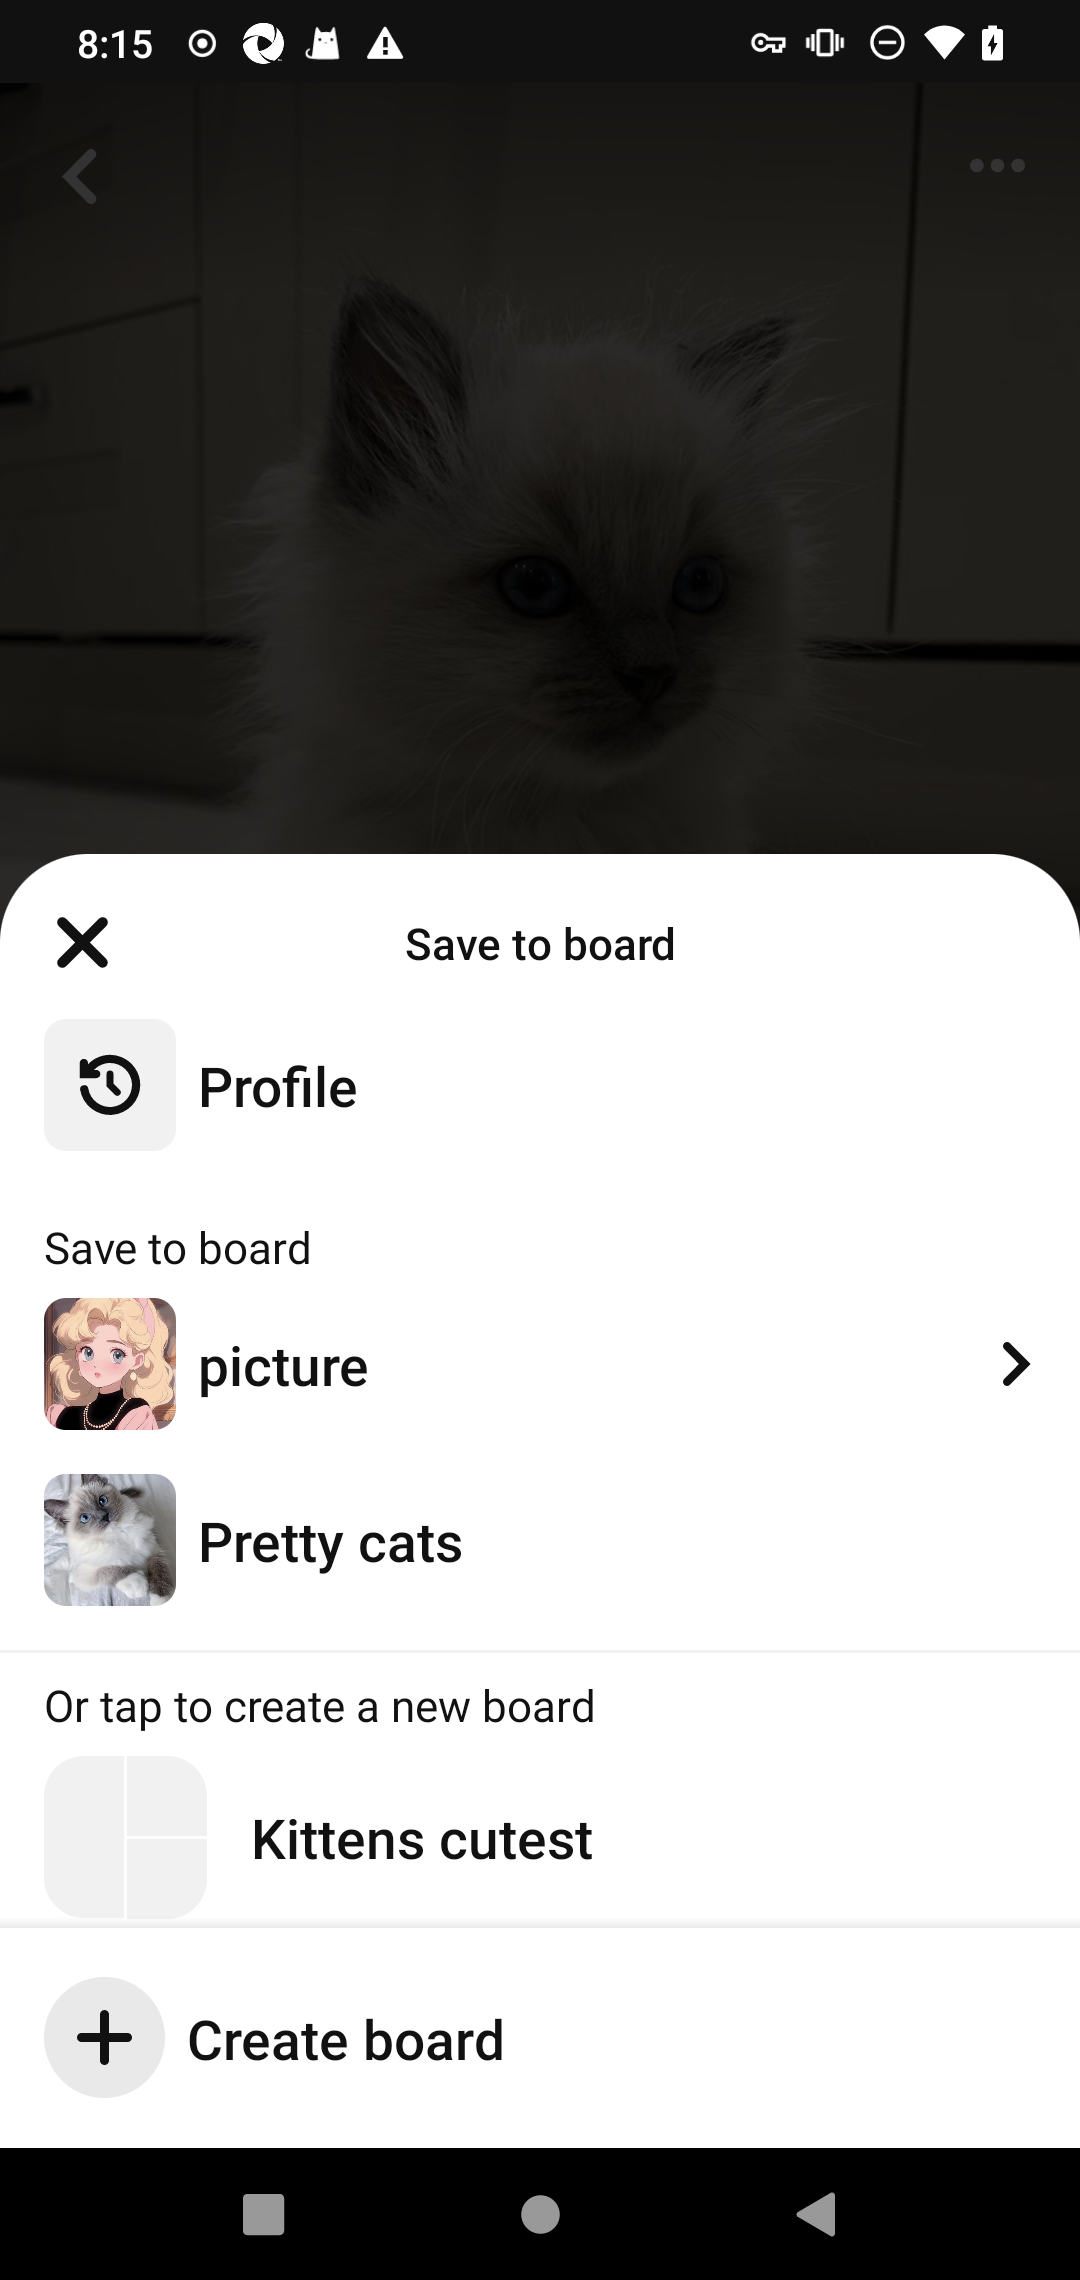 8:15
Save to board
Profile
Save to board
picture
Pretty cats
Or tap to create a new board
Kittens cutest
Create board